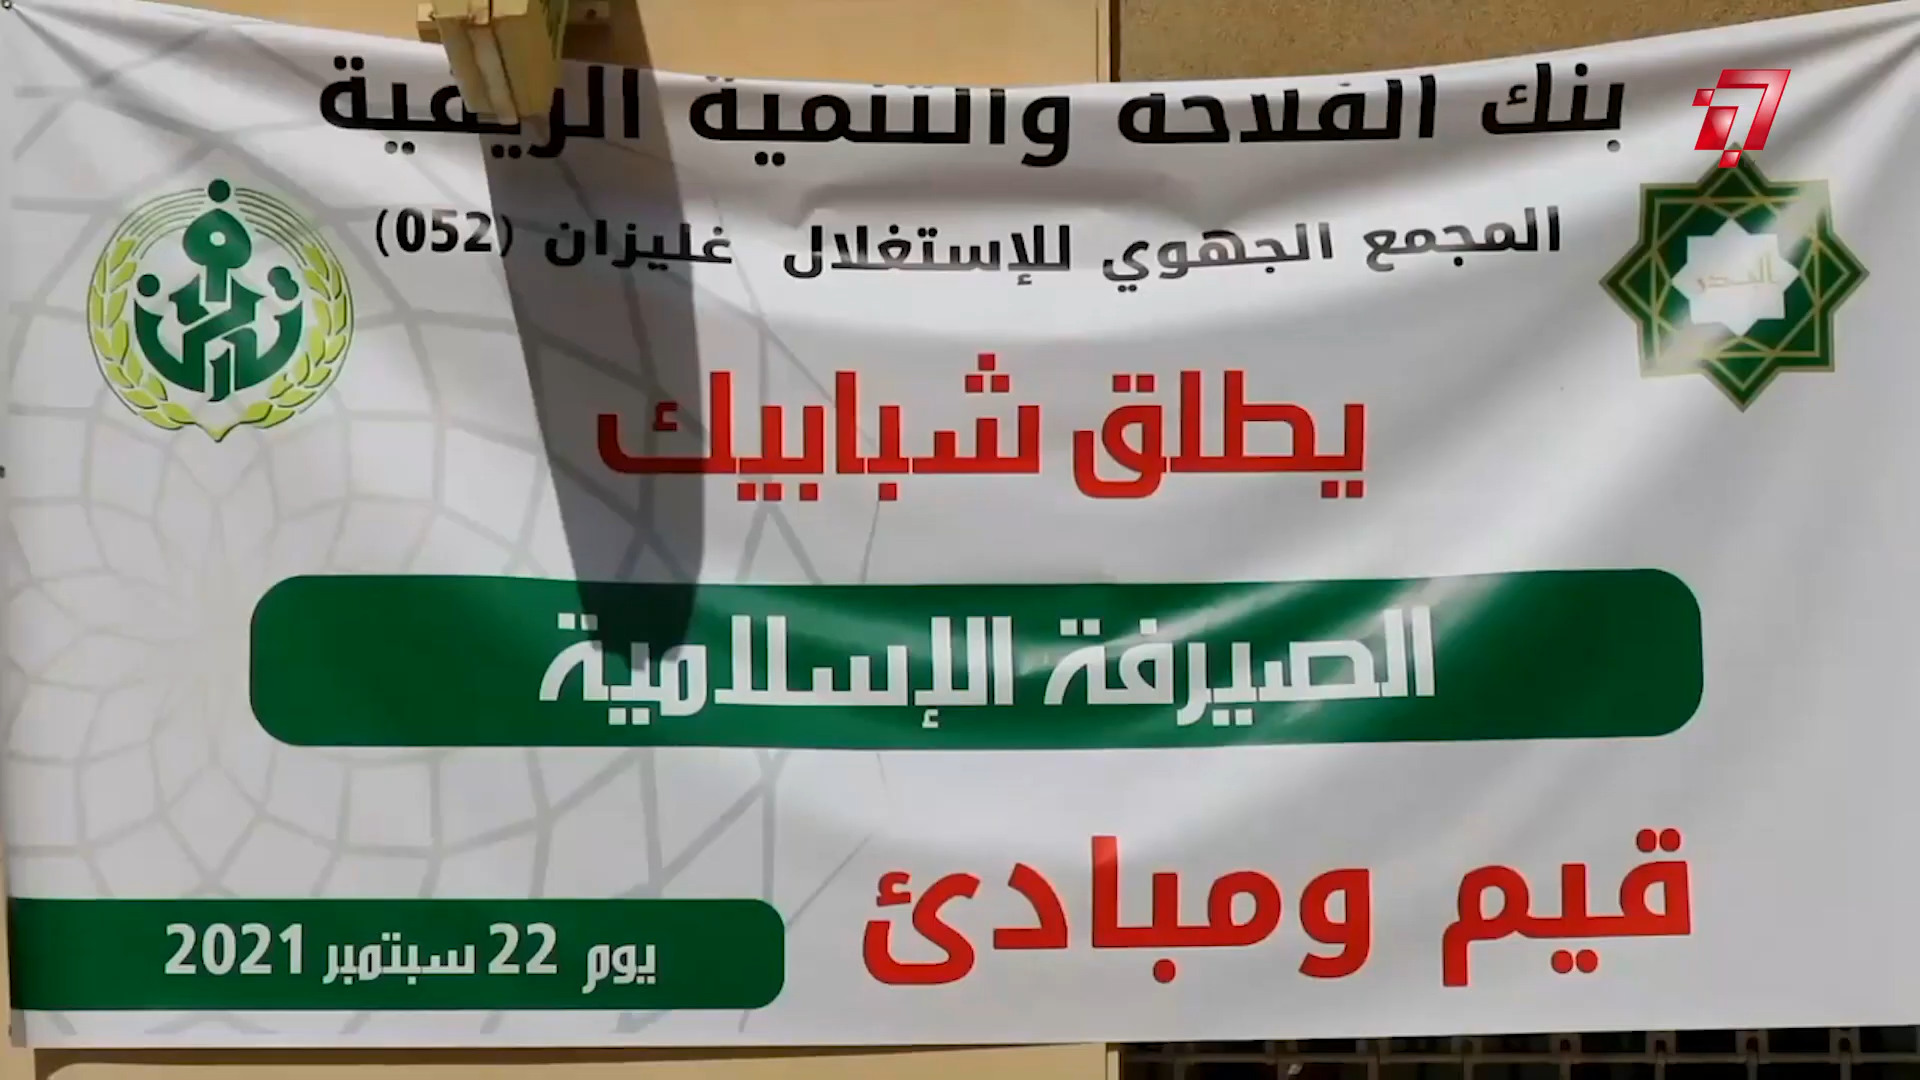 بنك الفلاحة والتنمية الريفية
المجمع الجهوي للإستغلال غليزان (052)
يطلق شبابيك
الصيرفة الإسلامية
قيم ومبادئ
يوم 22 سبتمبر 2021